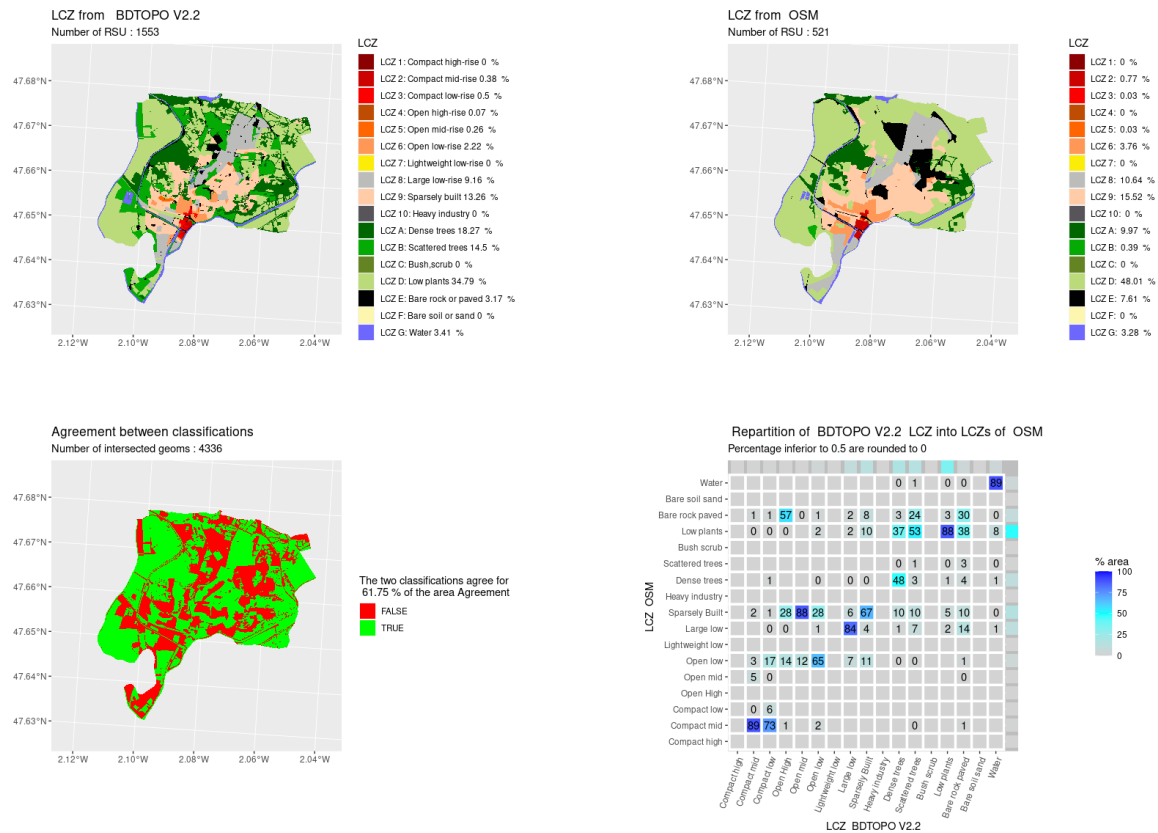 LCZ from   BDTOPO V2.2
Number of RSU : 1553
47.68°N
47.67°N
47.66°N
47.65°N
47.64°N
47.63°N
2.12°W 2.10°W 2.08°W 2.06°W 2.04°W
LCZ
LCZ 1: Compact high-rise 0  %
LCZ 2: Compact mid-rise 0.38  %
LCZ 3: Compact low-rise 0.5  %
LCZ 4: Open high-rise 0.07  %
LCZ 5: Open mid-rise 0.26  %
LCZ 6: Open low-rise 2.22  %
LCZ 7: Lightweight low-rise 0  %
LCZ 8: Large low-rise 9.16  %
LCZ 9: Sparsely built 13.26  %
LCZ 10: Heavy industry 0  %
LCZ A: Dense trees 18.27  %
LCZ B: Scattered trees 14.5  %
LCZ C: Bush,scrub 0  %
LCZ D: Low plants 34.79  %
LCZ E: Bare rock or paved 3.17  %
LCZ F: Bare soil or sand 0  %
LCZ G: Water 3.41  %
LCZ from  OSM
Number of RSU : 521
47.68°N
47.67°N
47.66°N
47.65°N
47.64°N
47.63°N
2.12°W 2.10°W 2.08°W 2.06°W 2.04°W
LCZ
LCZ 1:  0  %
LCZ 2:  0.77  %
LCZ 3:  0.03  %
LCZ 4:  0  %
LCZ 5:  0.03  %
LCZ 6:  3.76  %
LCZ 7:  0  %
LCZ 8:  10.64  %
LCZ 9:  15.52  %
LCZ 10:  0  %
LCZ A:  9.97  %
LCZ B:  0.39  %
LCZ C:  0  %
LCZ D:  48.01  %
LCZ E:  7.61  %
LCZ F:  0  %
LCZ G:  3.28  %
Agreement between classifications
Number of intersected geoms : 4336
47.68°N
47.67°N
47.66°N
47.65°N
47.64°N
47.63°N
2.12°W 2.10°W 2.08°W 2.06°W 2.04°W
The two classifications agree for
61.75 % of the area Agreement
FALSE
TRUE
Repartition of  BDTOPO V2.2  LCZ into LCZs of  OSM
Percentage inferior to 0.5 are rounded to 0
LCZ  OSM
Water 0 1 0 0 89
Bare soil sand
Bare rock paved 1 1 57 0 1 2 8 3 24 3 30 0
Low plants 0 0 0 2 2 10 37 53 88 38 8
Bush scrub
Scattered trees 0 1 0 3
Dense trees 1 0 0 0 48 3 1 4 1
Heavy industry
Sparsely Built 2 1 28 88 28 6 67 10 10 5 10 0
Large low 0 0 1 84 4 1 7 2 14 1
Lightweight low
Open low 3 17 14 12 65 7 11 0 0 1
Open mid 5 0 0
Open High
Compact low 0 6
Compact mid 89 73 1 2 0 1
Compact high
Compact high
Compact mid
Compact low
Open High
Open mid
Open low
Lightweight low
Large low
Sparsely Built
Heavy industry
Dense trees
Scattered trees
Bush scrub
Low plants
Bare rock paved
Bare soil sand
Water
LCZ  BDTOPO V2.2
% area
100
75
50
25
0